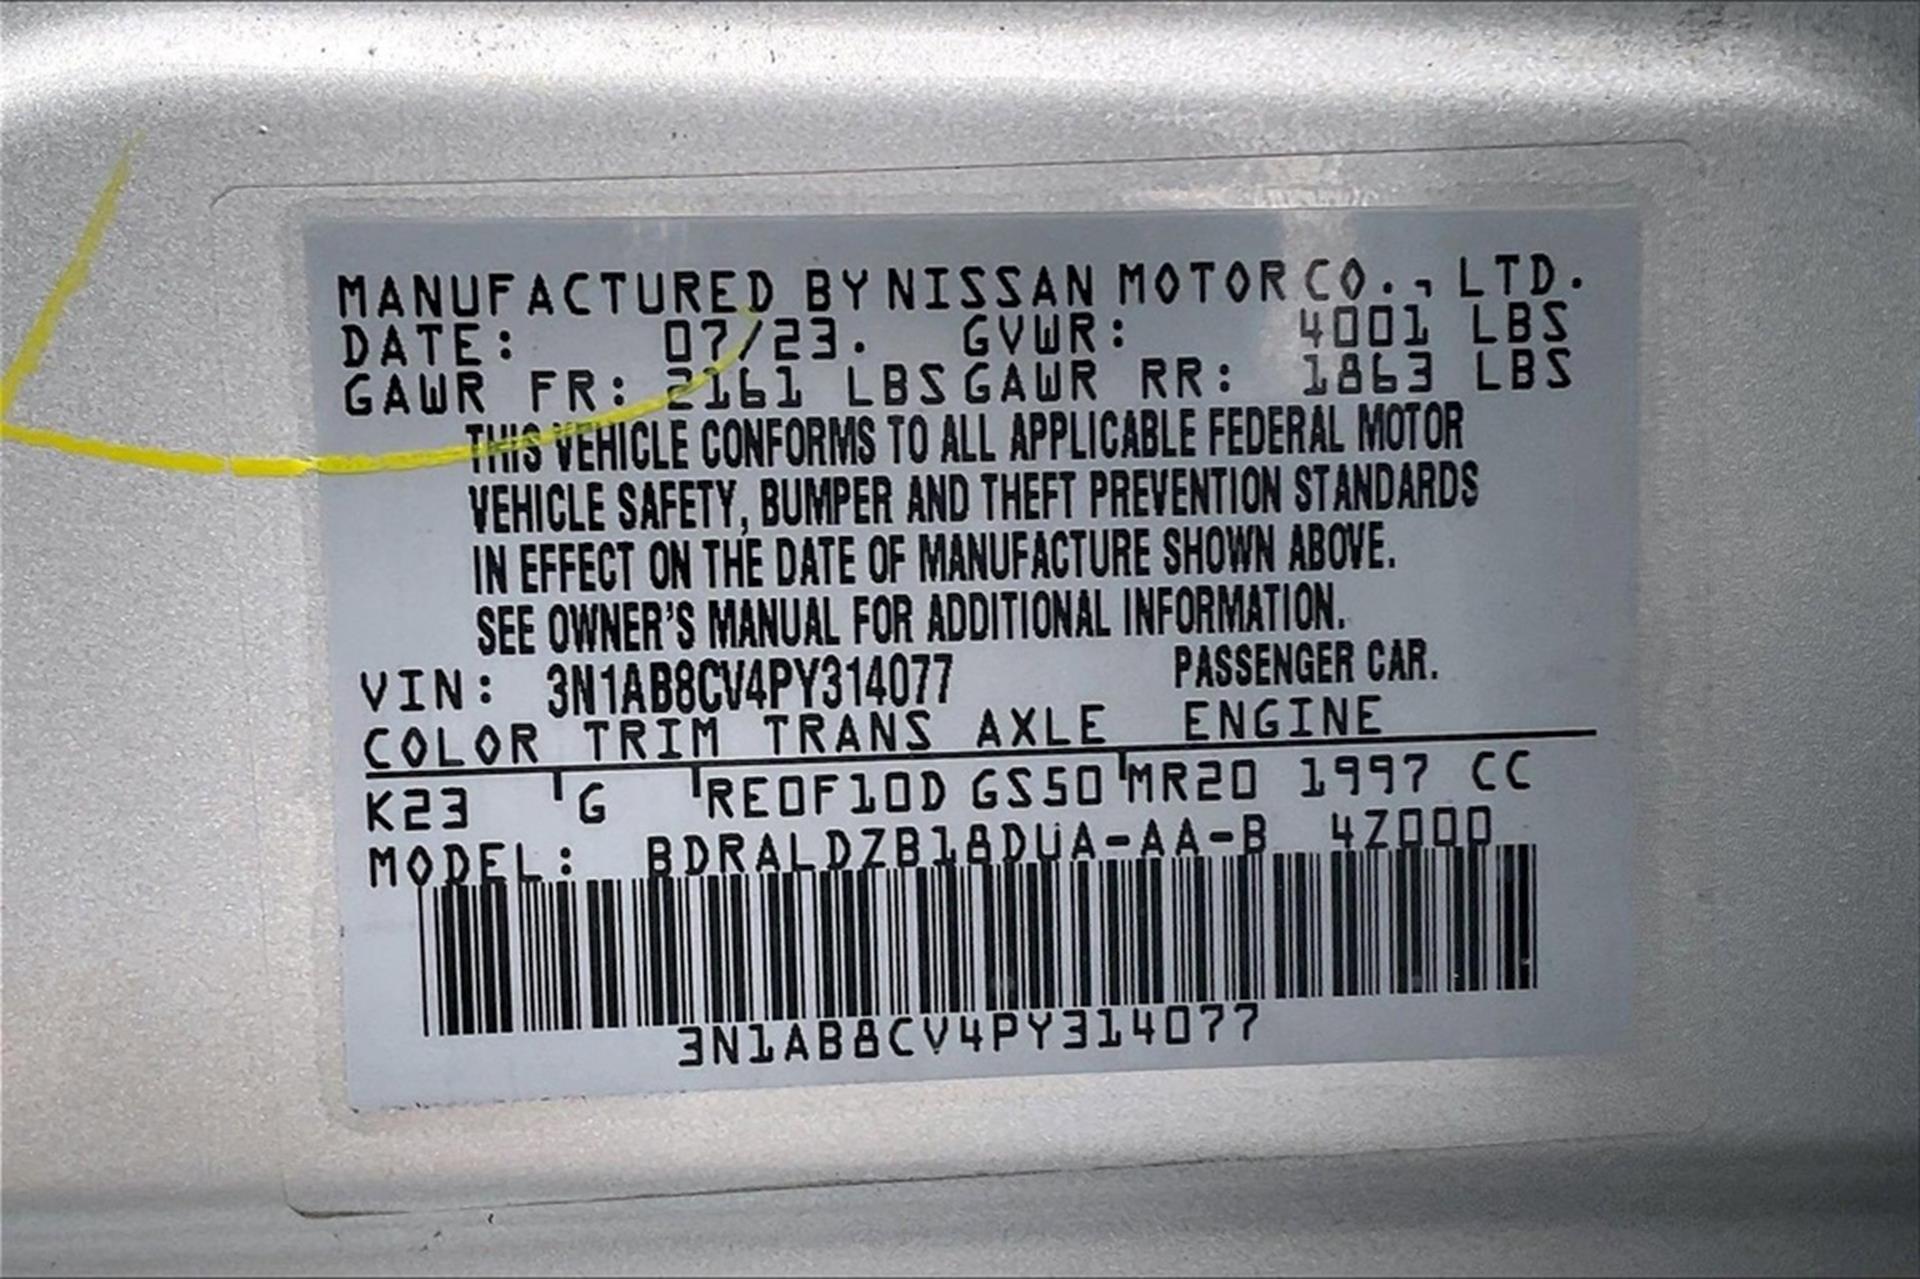 MANUFACTURED BY NISSAN MOTOR CO., LTD.
DATE: 07/23. GVWR: 4001 LBS
GAWR FR: 2161 LBS GAWR RR: 1863 LBS
THIS VEHICLE CONFORMS TO ALL APPLICABLE FEDERAL MOTOR
VEHICLE SAFETY, BUMPER AND THEFT PREVENTION STANDARDS
IN EFFECT ON THE DATE OF MANUFACTURE SHOWN ABOVE.
SEE OWNER'S MANUAL FOR ADDITIONAL INFORMATION.
VIN: 3N1AB8CV4PY314077 PASSENGER CAR.
COLOR TRIM TRANS AXLE ENGINE
K23 G RE0F10D GS50 MR20 1997 CC
MODEL: BDRALDZB18DUA-AA-B 4Z000
3N1AB8CV4PY314077